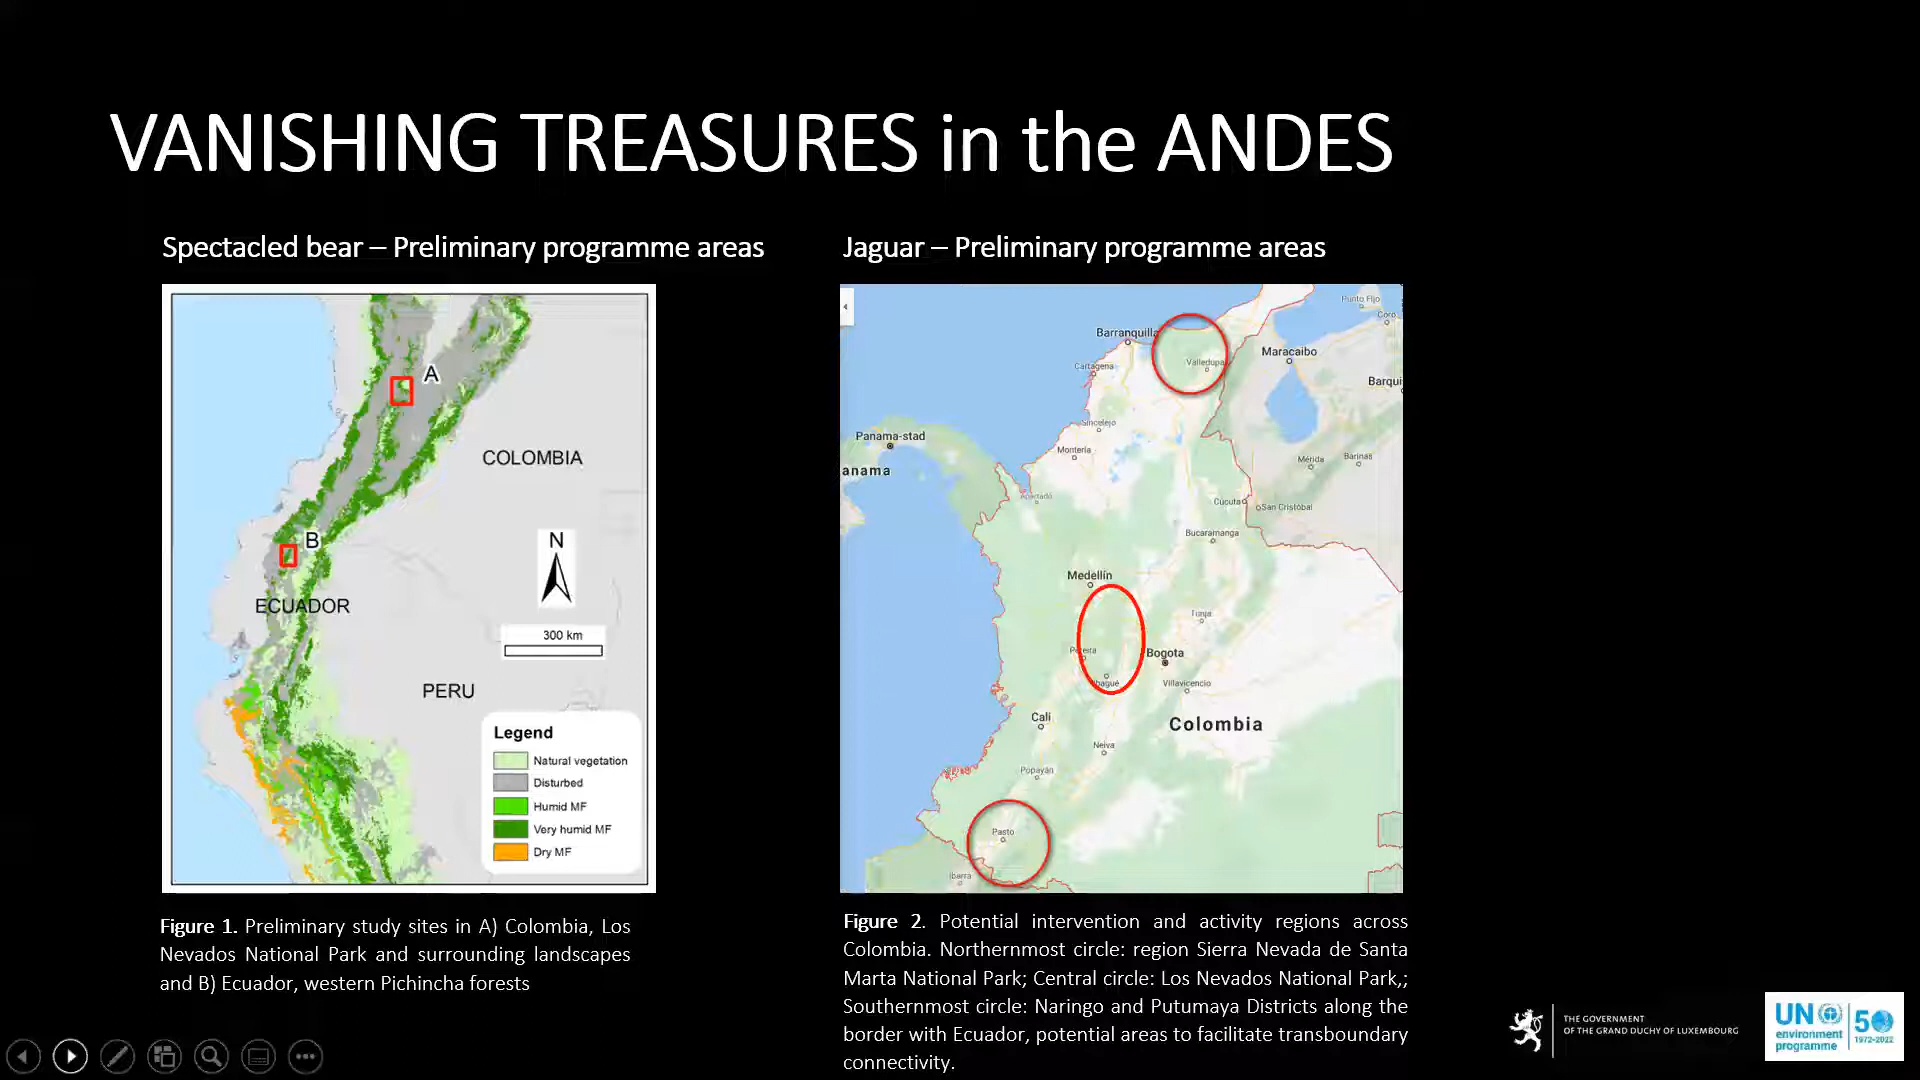 VANISHING TREASURES in the ANDES
Spectacled bear – Preliminary programme areas
A
COLOMBIA
B
N
ECUADOR
300 km
PERU
Legend
Natural vegetation
Disturbed
Humid MF
Very humid MF
Dry MF
Figure 1. Preliminary study sites in A) Colombia, Los
Nevados National Park and surrounding landscapes
and B) Ecuador, western Pichincha forests
Jaguar – Preliminary programme areas
Punto Fijo
Coro
Barranquilla
Maracaibo
Cartagena
Valledupa
Barqui
Sincelejo
Panama-stad
Montería
anama
Mérida
Barinas
Apartadó
Cúcuta
San Cristóbal
Bucaramanga
Medellín
Tunja
Pereira
Bogota
Ibagué
Villavicencio
Cali
Colombia
Neiva
Popayán
Pasto
Ibarra
Figure 2. Potential intervention and activity regions across
Colombia. Northernmost circle: region Sierra Nevada de Santa
Marta National Park; Central circle: Los Nevados National Park,;
Southernmost circle: Naringo and Putumaya Districts along the
border with Ecuador, potential areas to facilitate transboundary
connectivity.
THE GOVERNMENT
OF THE GRAND DUCHY OF LUXEMBOURG
UN
environment
programme
50
1972-2022